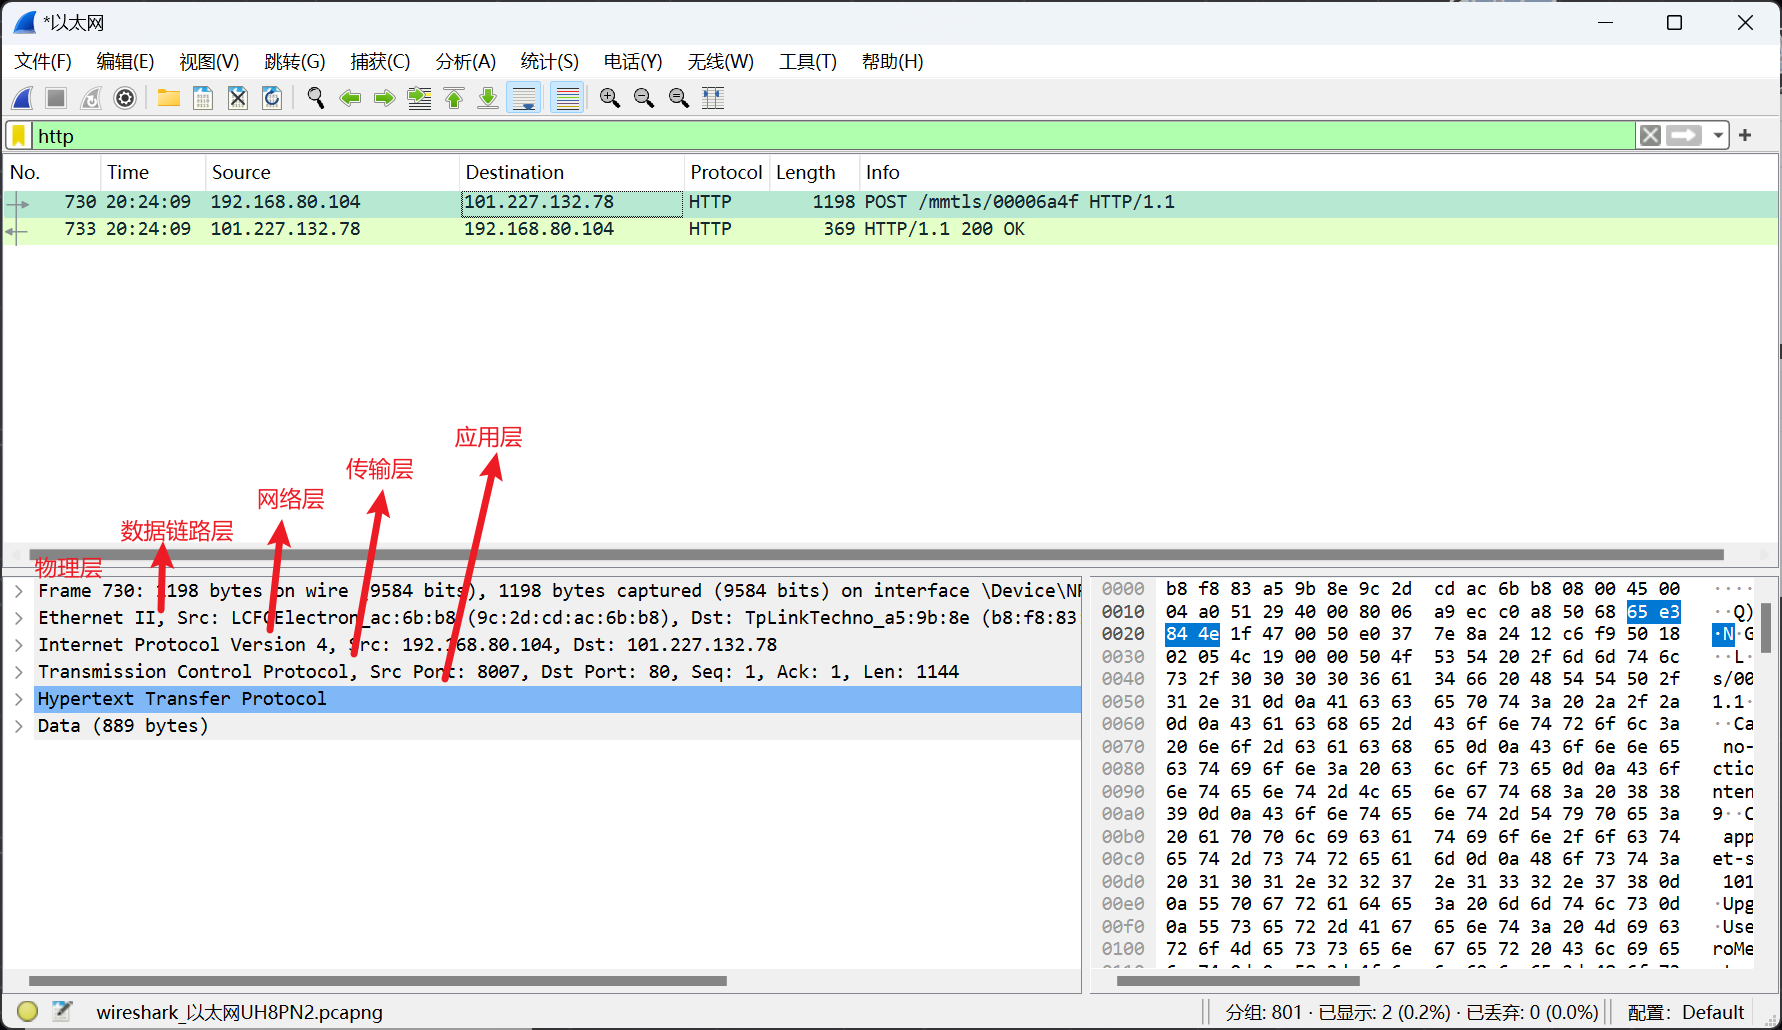 *以太网
文件(F) 编辑(E) 视图(V) 跳转(G) 捕获(C) 分析(A) 统计(S) 电话(Y) 无线(W) 工具(T) 帮助(H)
http
No. Time Source Destination Protocol Length Info
730 20:24:09 192.168.80.104 101.227.132.78 HTTP 1198 POST /mmtls/00006a4f HTTP/1.1
733 20:24:09 101.227.132.78 192.168.80.104 HTTP 369 HTTP/1.1 200 OK
应用层
传输层
网络层
数据链路层
物理层
Frame 730: 1198 bytes on wire (9584 bits), 1198 bytes captured (9584 bits) on interface \Device\NF
Ethernet II, Src: LCFCElectron_ac:6b:b8 (9c:2d:cd:ac:6b:b8), Dst: TpLinkTechno_a5:9b:8e (b8:f8:83:
Internet Protocol Version 4, Src: 192.168.80.104, Dst: 101.227.132.78
Transmission Control Protocol, Src Port: 8007, Dst Port: 80, Seq: 1, Ack: 1, Len: 1144
Hypertext Transfer Protocol
Data (889 bytes)
0000 b8 f8 83 a5 9b 8e 9c 2d cd ac 6b b8 08 00 45 00 ····
0010 04 a0 51 29 40 00 80 06 a9 ec c0 a8 50 68 65 e3 ··Q)
0020 84 4e 1f 47 00 50 e0 37 7e 8a 24 12 c6 f9 50 18 ·N·G
0030 02 05 4c 19 00 00 50 4f 53 54 20 2f 6d 6d 74 6c ··L·
0040 73 2f 30 30 30 30 36 61 34 66 20 48 54 54 50 2f s/00
0050 31 2e 31 0d 0a 41 63 63 65 70 74 3a 20 2a 2f 2a 1.1·
0060 0d 0a 43 61 63 68 65 2d 43 6f 6e 74 72 6f 6c 3a ··Ca
0070 20 6e 6f 2d 63 61 63 68 65 0d 0a 43 6f 6e 6e 65 no-
0080 63 74 69 6f 6e 3a 20 63 6c 6f 73 65 0d 0a 43 6f ctio
0090 6e 74 65 6e 74 2d 4c 65 6e 67 74 68 3a 20 38 38 nten
00a0 39 0d 0a 43 6f 6e 74 65 6e 74 2d 54 79 70 65 3a 9··C
00b0 20 61 70 70 6c 69 63 61 74 69 6f 6e 2f 6f 63 74 app
00c0 65 74 2d 73 74 72 65 61 6d 0d 0a 48 6f 73 74 3a et-s
00d0 20 31 30 31 2e 32 32 37 2e 31 33 32 2e 37 38 0d 101
00e0 0a 55 70 67 72 61 64 65 3a 20 6d 6d 74 6c 73 0d ·Upg
00f0 0a 55 73 65 72 2d 41 67 65 6e 74 3a 20 4d 69 63 ·Use
0100 72 6f 4d 65 73 73 65 6e 67 65 72 20 43 6c 69 65 roMe
wireshark_以太网UH8PN2.pcapng
分组: 801 · 已显示: 2 (0.2%) · 已丢弃: 0 (0.0%)
配置: Default